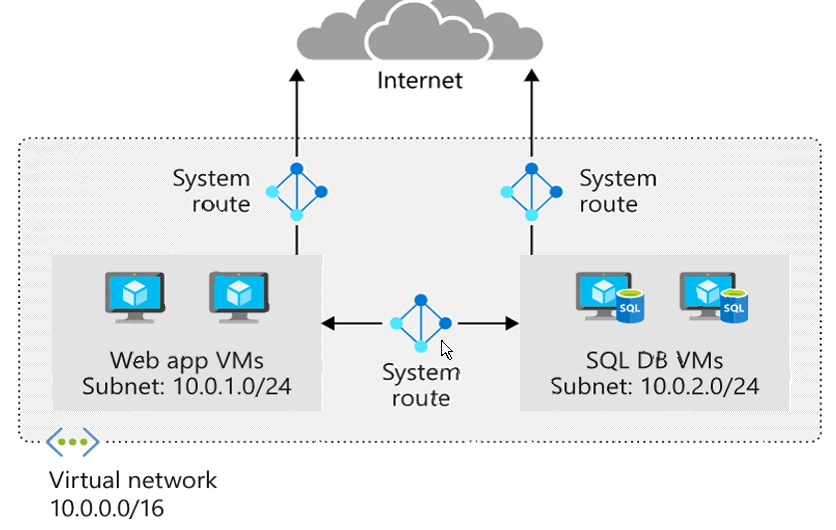 Internet
System
route
System
route
SQL
SQL
Web app VMs
Subnet: 10.0.1.0/24
System
route
SQL DB VMs
Subnet: 10.0.2.0/24
Virtual network
10.0.0.0/16